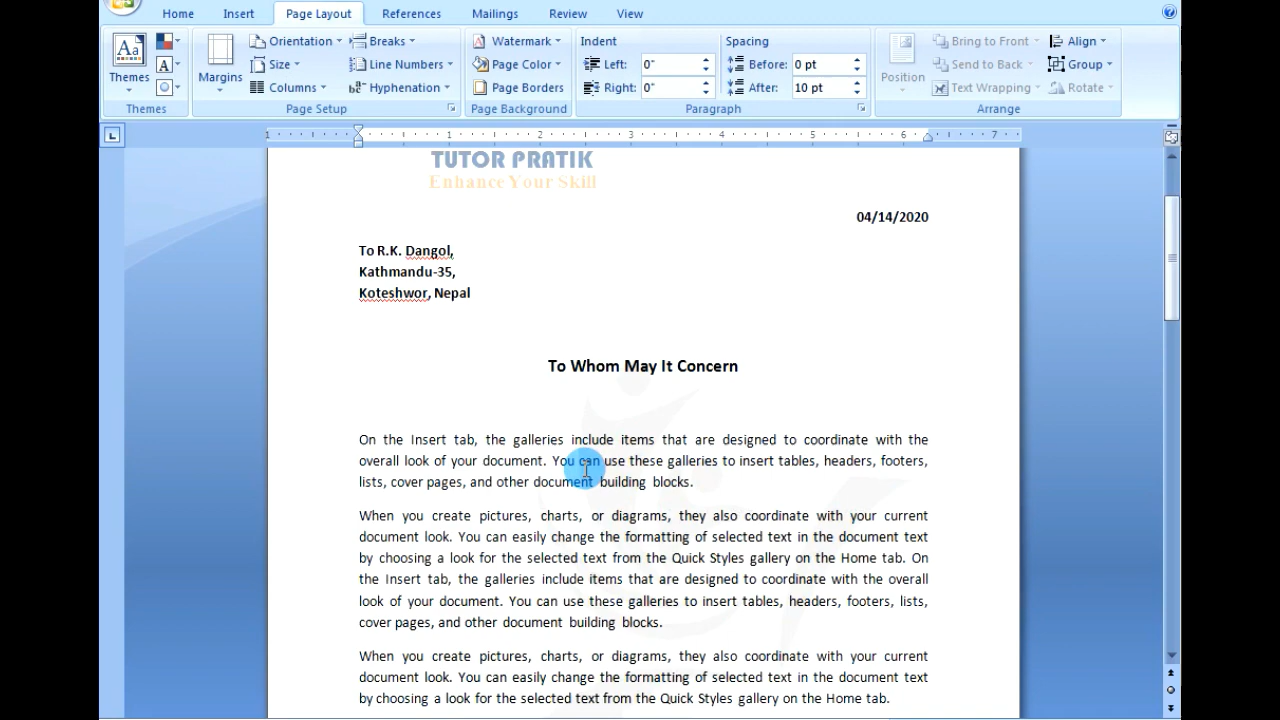 Home Insert Page Layout References Mailings Review View
Themes
Themes
Margins
Orientation Breaks
Size Line Numbers
Columns Hyphenation
Page Setup
Watermark
Page Color
Page Borders
Page Background
Indent Spacing
Left: 0" Before: 0 pt
Right: 0" After: 10 pt
Paragraph
Position
Bring to Front Align
Send to Back Group
Text Wrapping Rotate
Arrange
1 1 2 3 4 5 6 7
TUTOR PRATIK
Enhance Your Skill
04/14/2020
To R.K. Dangol,
Kathmandu-35,
Koteshwor, Nepal
To Whom May It Concern
On the Insert tab, the galleries include items that are designed to coordinate with the
overall look of your document. You can use these galleries to insert tables, headers, footers,
lists, cover pages, and other document building blocks.
When you create pictures, charts, or diagrams, they also coordinate with your current
document look. You can easily change the formatting of selected text in the document text
by choosing a look for the selected text from the Quick Styles gallery on the Home tab. On
the Insert tab, the galleries include items that are designed to coordinate with the overall
look of your document. You can use these galleries to insert tables, headers, footers, lists,
cover pages, and other document building blocks.
When you create pictures, charts, or diagrams, they also coordinate with your current
document look. You can easily change the formatting of selected text in the document text
by choosing a look for the selected text from the Quick Styles gallery on the Home tab.